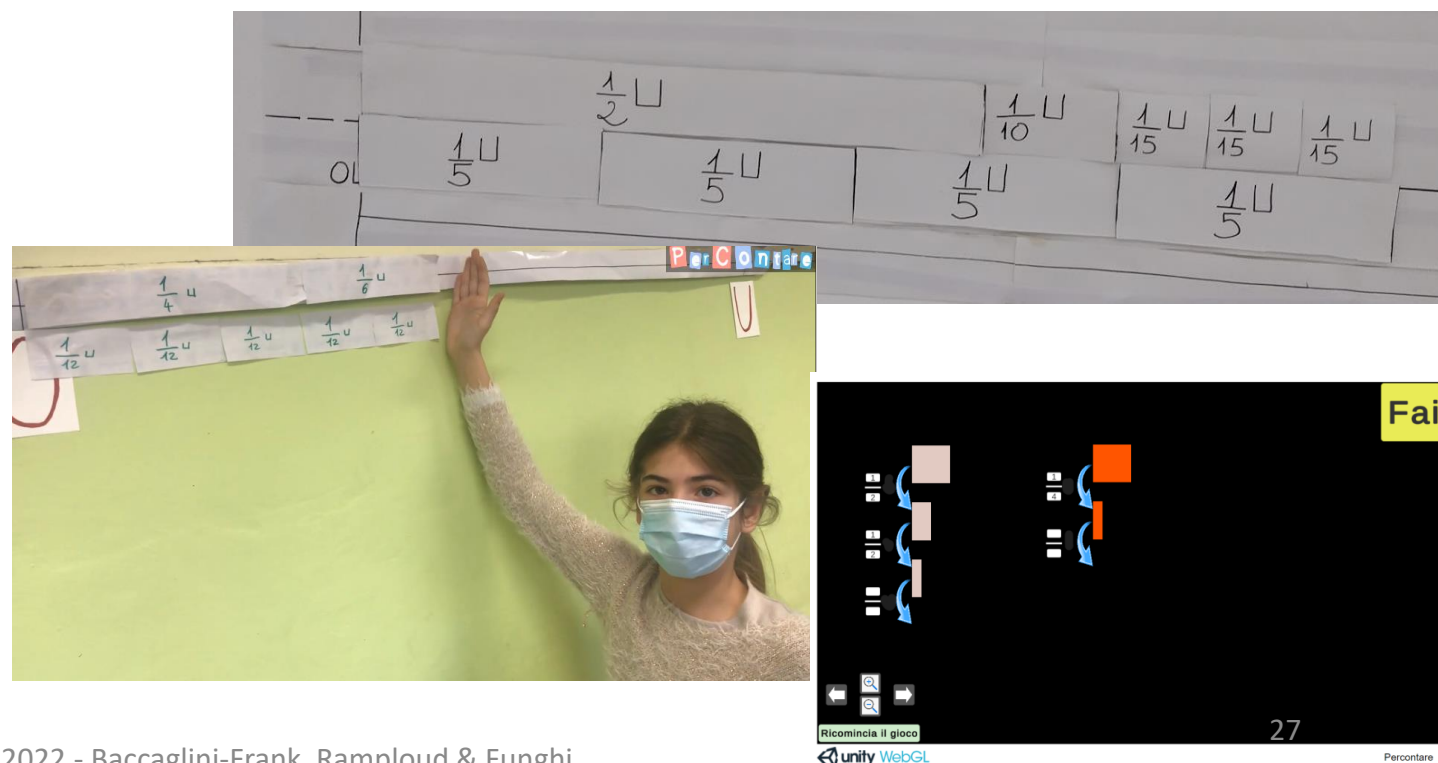 1/2 U 1/10 U 1/15 U 1/15 U 1/15 U
1/5 U 1/5 U 1/5 U 1/5 U
PerContare
1/4 u 1/6 u
1/12 u 1/12 u 1/12 u 1/12 u 1/12 u
U
Fai
1/2 1/4
1/2
Ricomincia il gioco
27
unity WebGL
Percontare
2022 - Baccaglini-Frank, Ramploud & Funghi